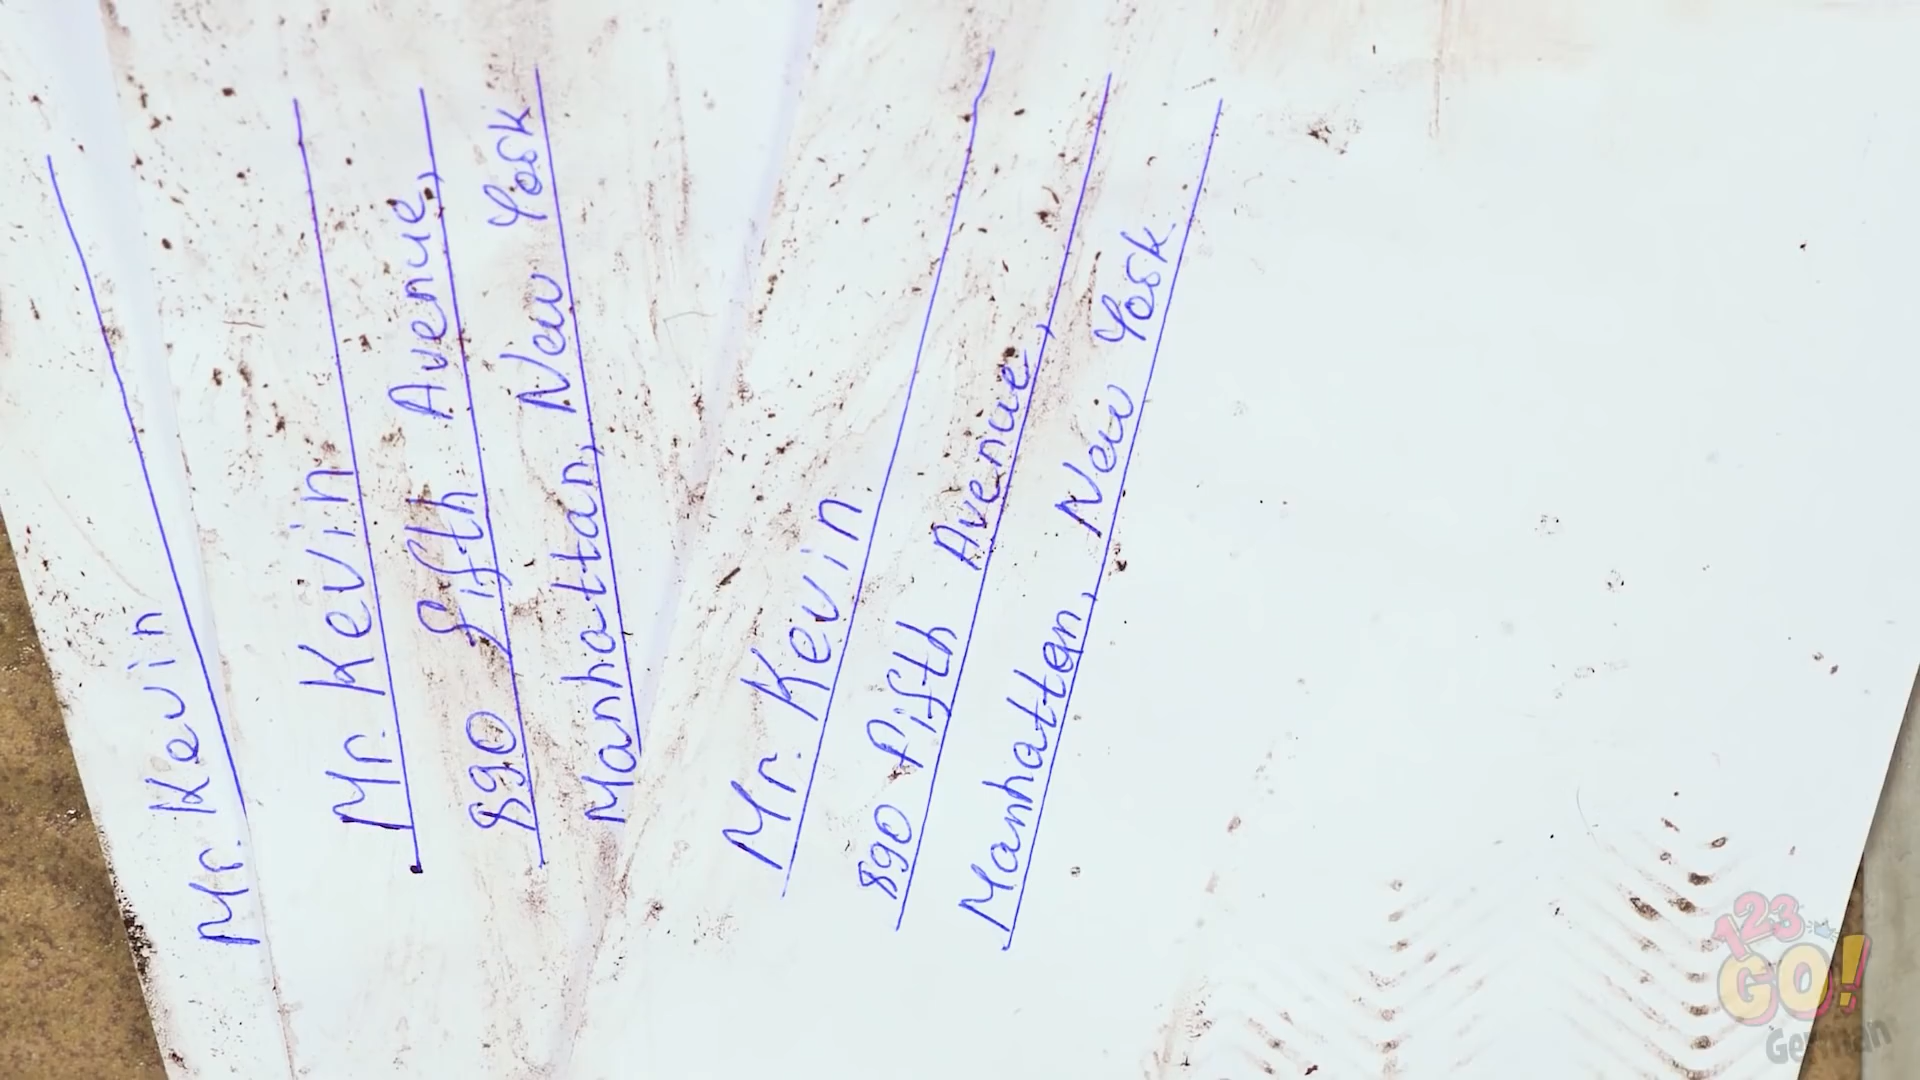 Mr. Kevin
Mr. Kevin
890 Fifth Avenue,
Manhattan, New York
Mr. Kevin
890 Fifth Avenue,
Manhattan, New York
123
GO!
German